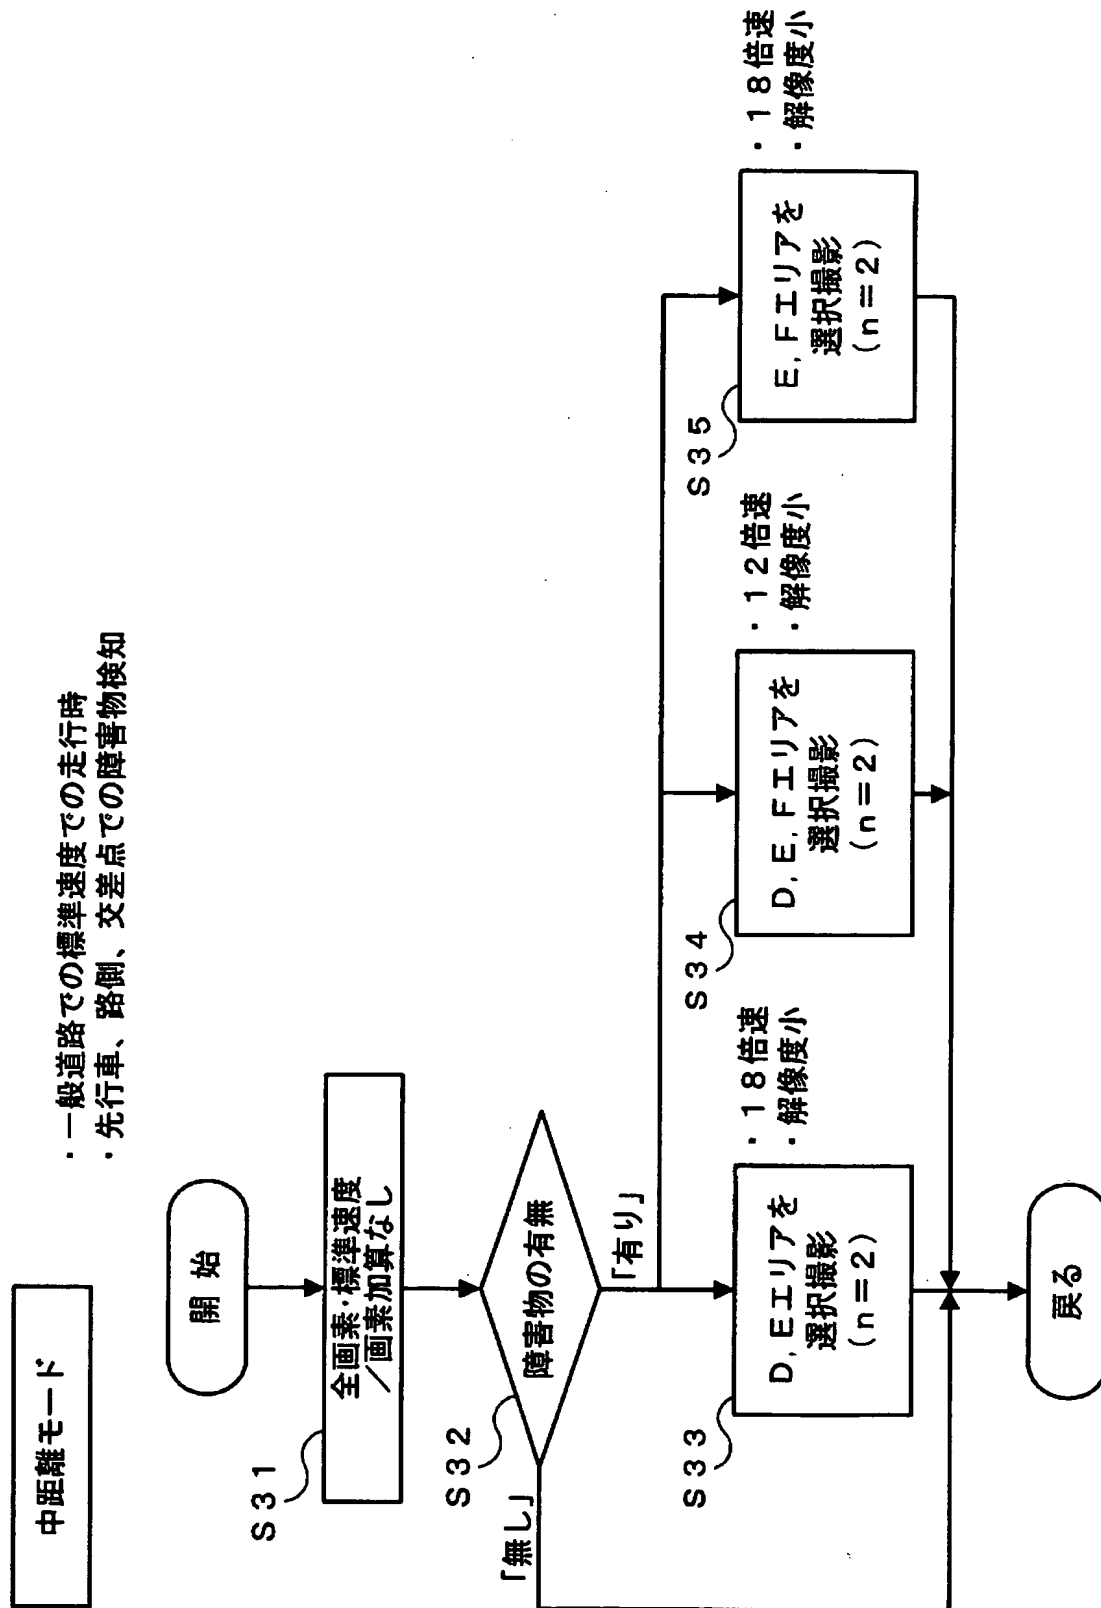 中距離モード
・一般道路での標準速度での走行時
・先行車、路側、交差点での障害物検知
開 始
S31
全画素・標準速度
／画素加算なし
S32
障害物の有無
「無し」
「有り」
S33
D, Eエリアを
選択撮影
(n=2)
・18倍速
・解像度小
S34
D, E, Fエリアを
選択撮影
(n=2)
・12倍速
・解像度小
S35
E, Fエリアを
選択撮影
(n=2)
・18倍速
・解像度小
戻る